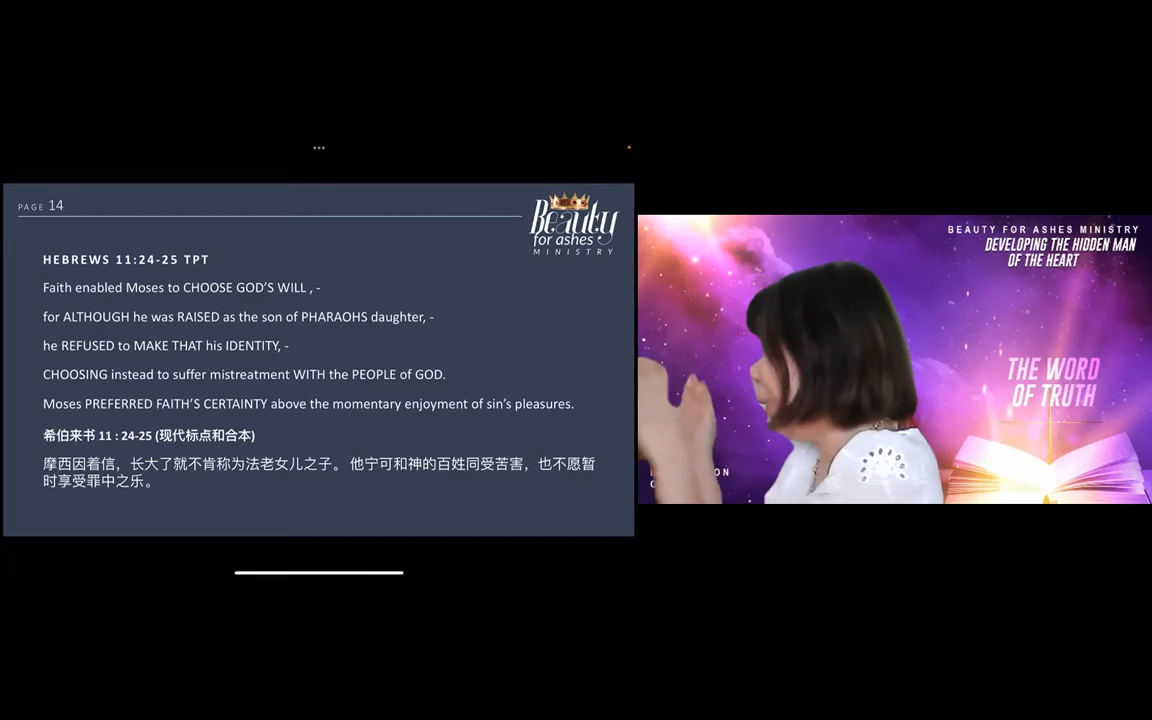 PAGE 14
Beauty
for ashes
MINISTRY
HEBREWS 11:24-25 TPT
Faith enabled Moses to CHOOSE GOD’S WILL , -
for ALTHOUGH he was RAISED as the son of PHARAOHS daughter, -
he REFUSED to MAKE THAT his IDENTITY, -
CHOOSING instead to suffer mistreatment WITH the PEOPLE of GOD.
Moses PREFERRED FAITH’S CERTAINTY above the momentary enjoyment of sin’s pleasures.
希伯来书 11 : 24-25 (现代标点和合本)
摩西因着信，长大了就不肯称为法老女儿之子。 他宁可和神的百姓同受苦害，也不愿暂
时享受罪中之乐。
BEAUTY FOR ASHES MINISTRY
DEVELOPING THE HIDDEN MAN
OF THE HEART
THE WORD
OF TRUTH